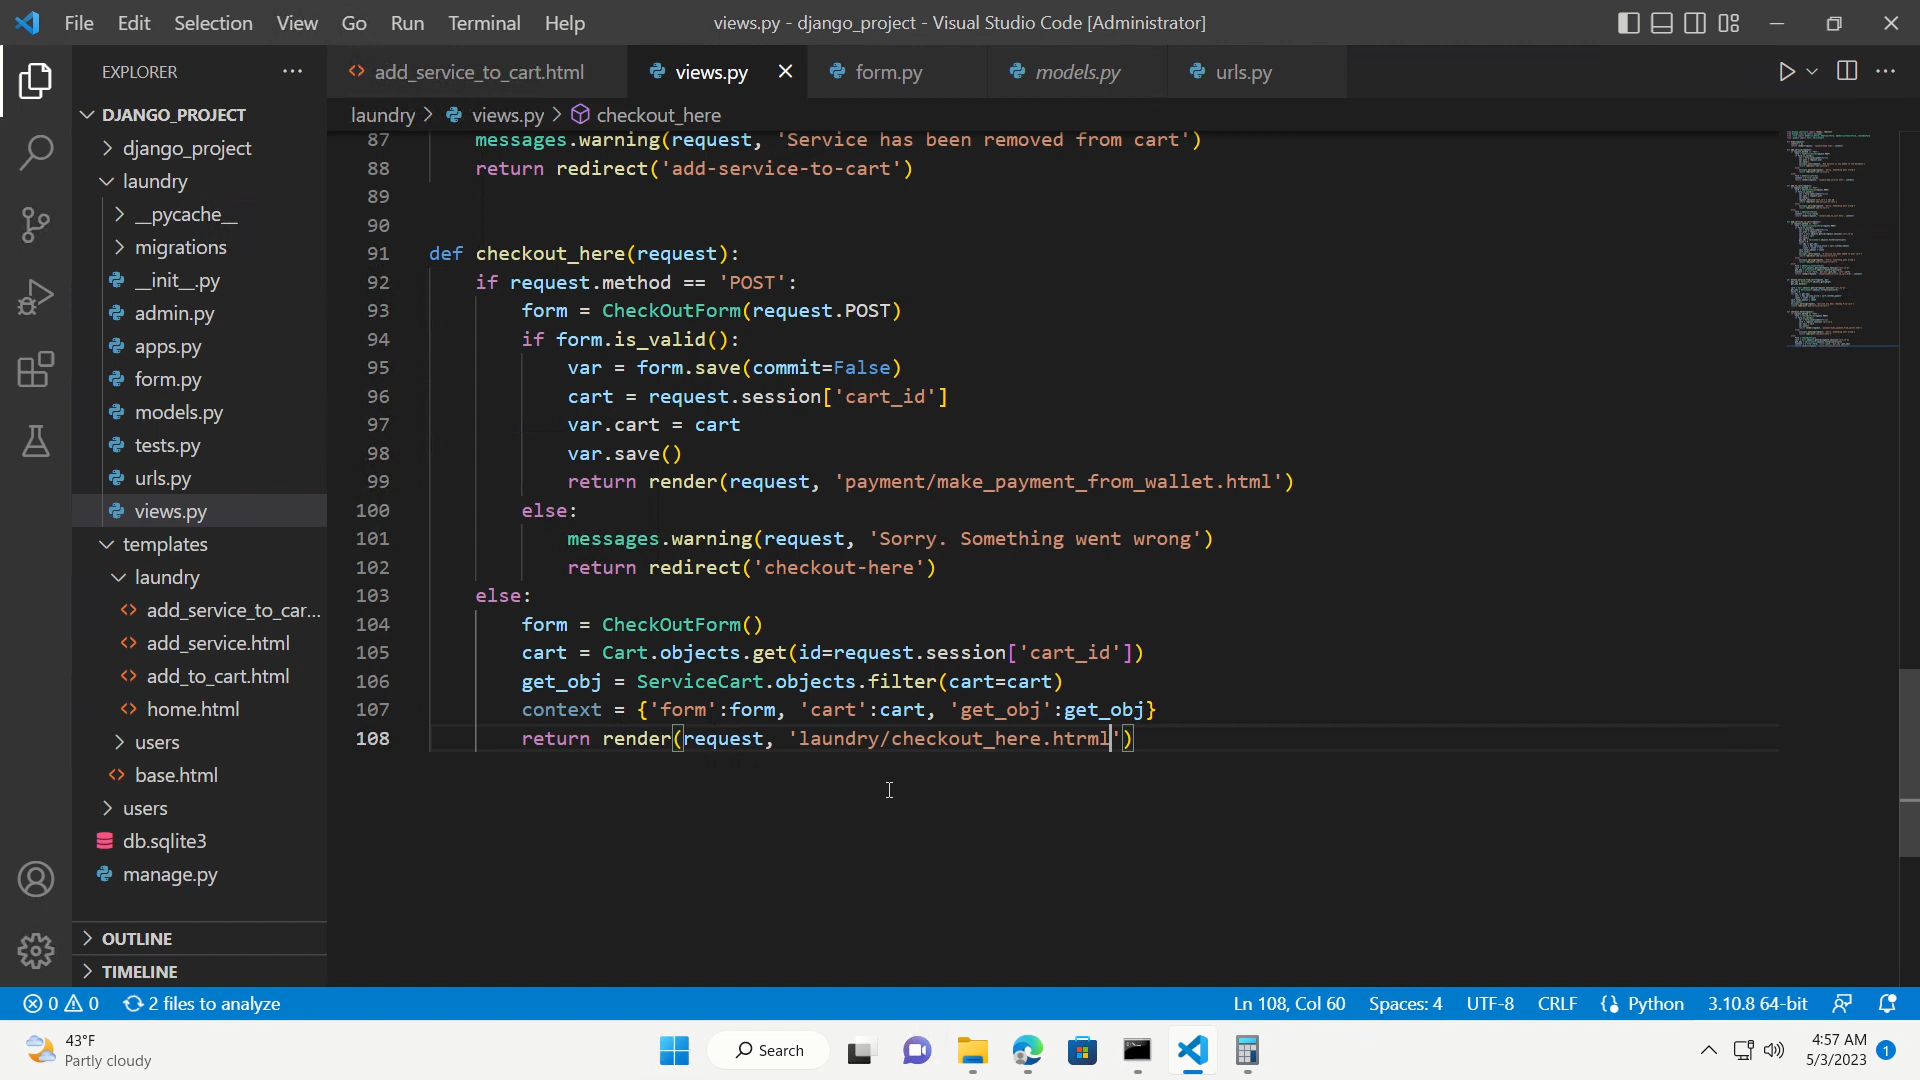 File Edit Selection View Go Run Terminal Help
views.py - django_project - Visual Studio Code [Administrator]
EXPLORER
add_service_to_cart.html
views.py
form.py
models.py
urls.py
DJANGO_PROJECT
laundry > views.py > checkout_here
django_project
laundry
__pycache__
migrations
__init__.py
admin.py
apps.py
form.py
models.py
tests.py
urls.py
views.py
templates
laundry
add_service_to_car...
add_service.html
add_to_cart.html
home.html
users
base.html
users
db.sqlite3
manage.py
OUTLINE
TIMELINE
87 messages.warning(request, 'Service has been removed from cart')
88 return redirect('add-service-to-cart')
89
90
91 def checkout_here(request):
92 if request.method == 'POST':
93 form = CheckOutForm(request.POST)
94 if form.is_valid():
95 var = form.save(commit=False)
96 cart = request.session['cart_id']
97 var.cart = cart
98 var.save()
99 return render(request, 'payment/make_payment_from_wallet.html')
100 else:
101 messages.warning(request, 'Sorry. Something went wrong')
102 return redirect('checkout-here')
103 else:
104 form = CheckOutForm()
105 cart = Cart.objects.get(id=request.session['cart_id'])
106 get_obj = ServiceCart.objects.filter(cart=cart)
107 context = {'form':form, 'cart':cart, 'get_obj':get_obj}
108 return render(request, 'laundry/checkout_here.htrml')
0 0 2 files to analyze
Ln 108, Col 60 Spaces: 4 UTF-8 CRLF Python 3.10.8 64-bit
43°F
Partly cloudy
Search
4:57 AM
5/3/2023
1